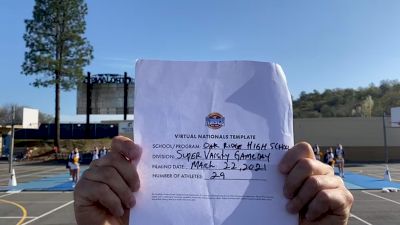 VIRTUAL NATIONALS TEMPLATE
SCHOOL/PROGRAM: OAK RIDGE HIGH SCHOOL
DIVISION: SUPER VARSITY GAMEDAY
FILMING DATE: MARCH 22, 2021
NUMBER OF ATHLETES: 29